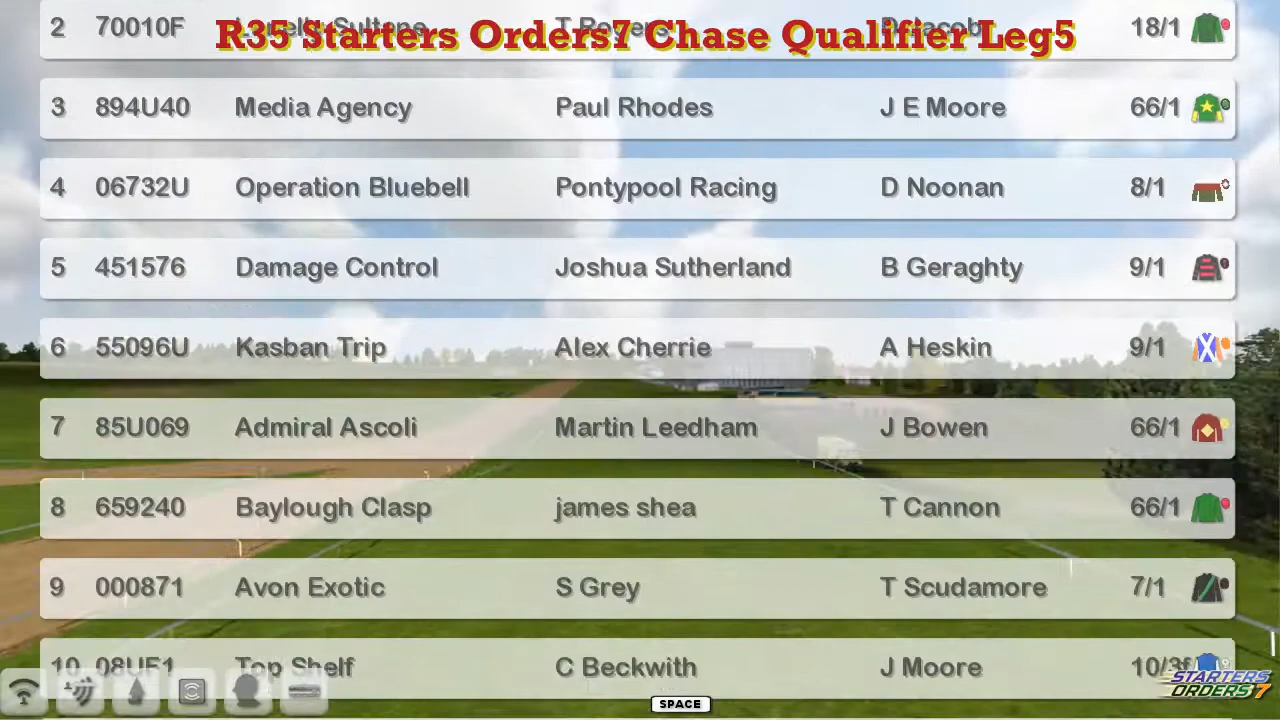 R35 Starters Orders7 Chase Qualifier Leg5
2 70010F 18/1
3 894U40 Media Agency Paul Rhodes J E Moore 66/1
4 06732U Operation Bluebell Pontypool Racing D Noonan 8/1
5 451576 Damage Control Joshua Sutherland B Geraghty 9/1
6 55096U Kasban Trip Alex Cherrie A Heskin 9/1
7 85U069 Admiral Ascoli Martin Leedham J Bowen 66/1
8 659240 Baylough Clasp james shea T Cannon 66/1
9 000871 Avon Exotic S Grey T Scudamore 7/1
10 08UF1 Top Shelf C Beckwith J Moore 10/3f
SPACE
STARTERS
ORDERS 7